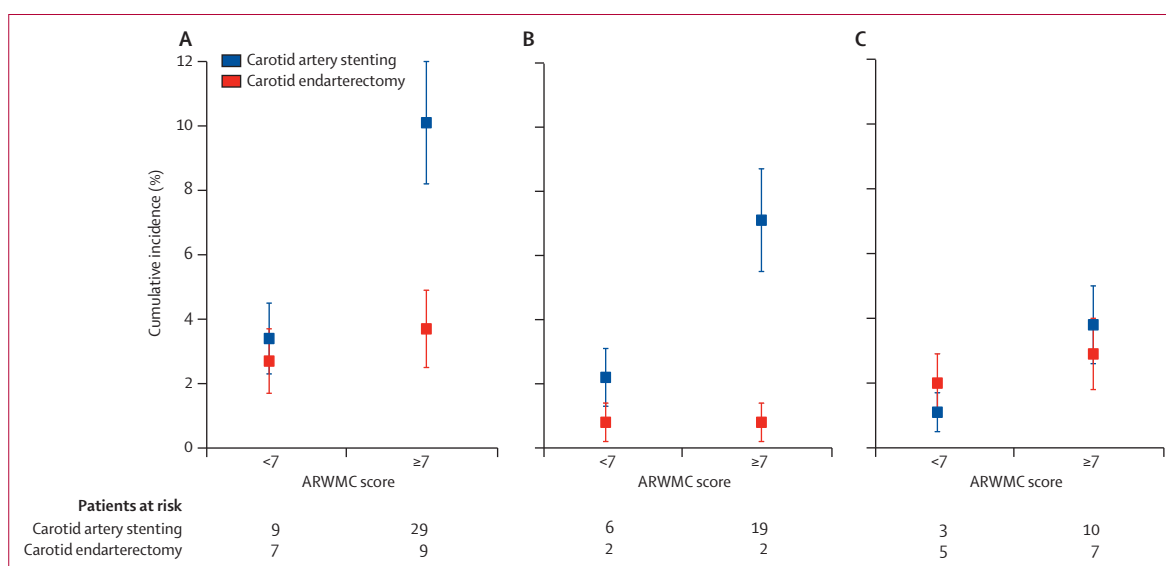 A
B
C
Carotid artery stenting
Carotid endarterectomy
Cumulative incidence (%)
12
10
8
6
4
2
0
<7
≥7
<7
≥7
<7
≥7
ARWMC score
ARWMC score
ARWMC score
Patients at risk
Carotid artery stenting 9 29 6 19 3 10
Carotid endarterectomy 7 9 2 2 5 7